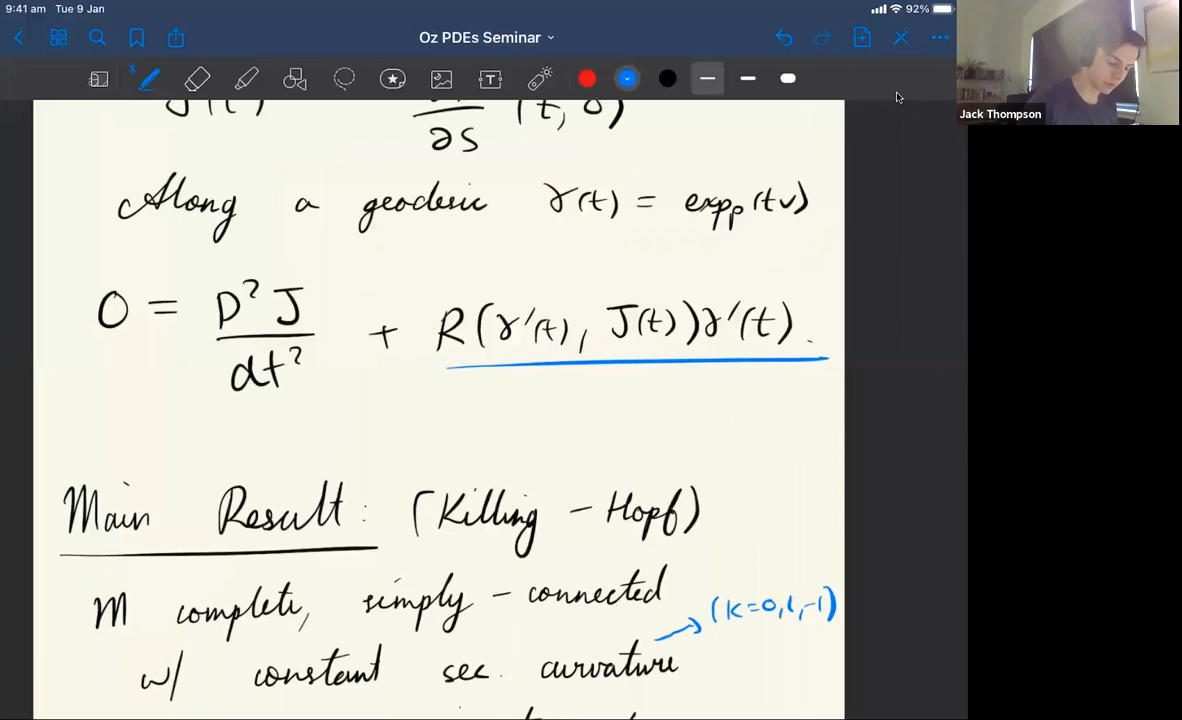 9:41 am Tue 9 Jan
92%
Oz PDEs Seminar
Jack Thompson
J(t)
∂s (t, 0)
Along a geodesic γ(t) = exp_p(tv)
0 = D²J/dt² + R(γ'(t), J(t))γ'(t).
Main Result: (Killing - Hopf)
M complete, simply - connected
(K=0,1,-1)
w/ constant sec. curvature